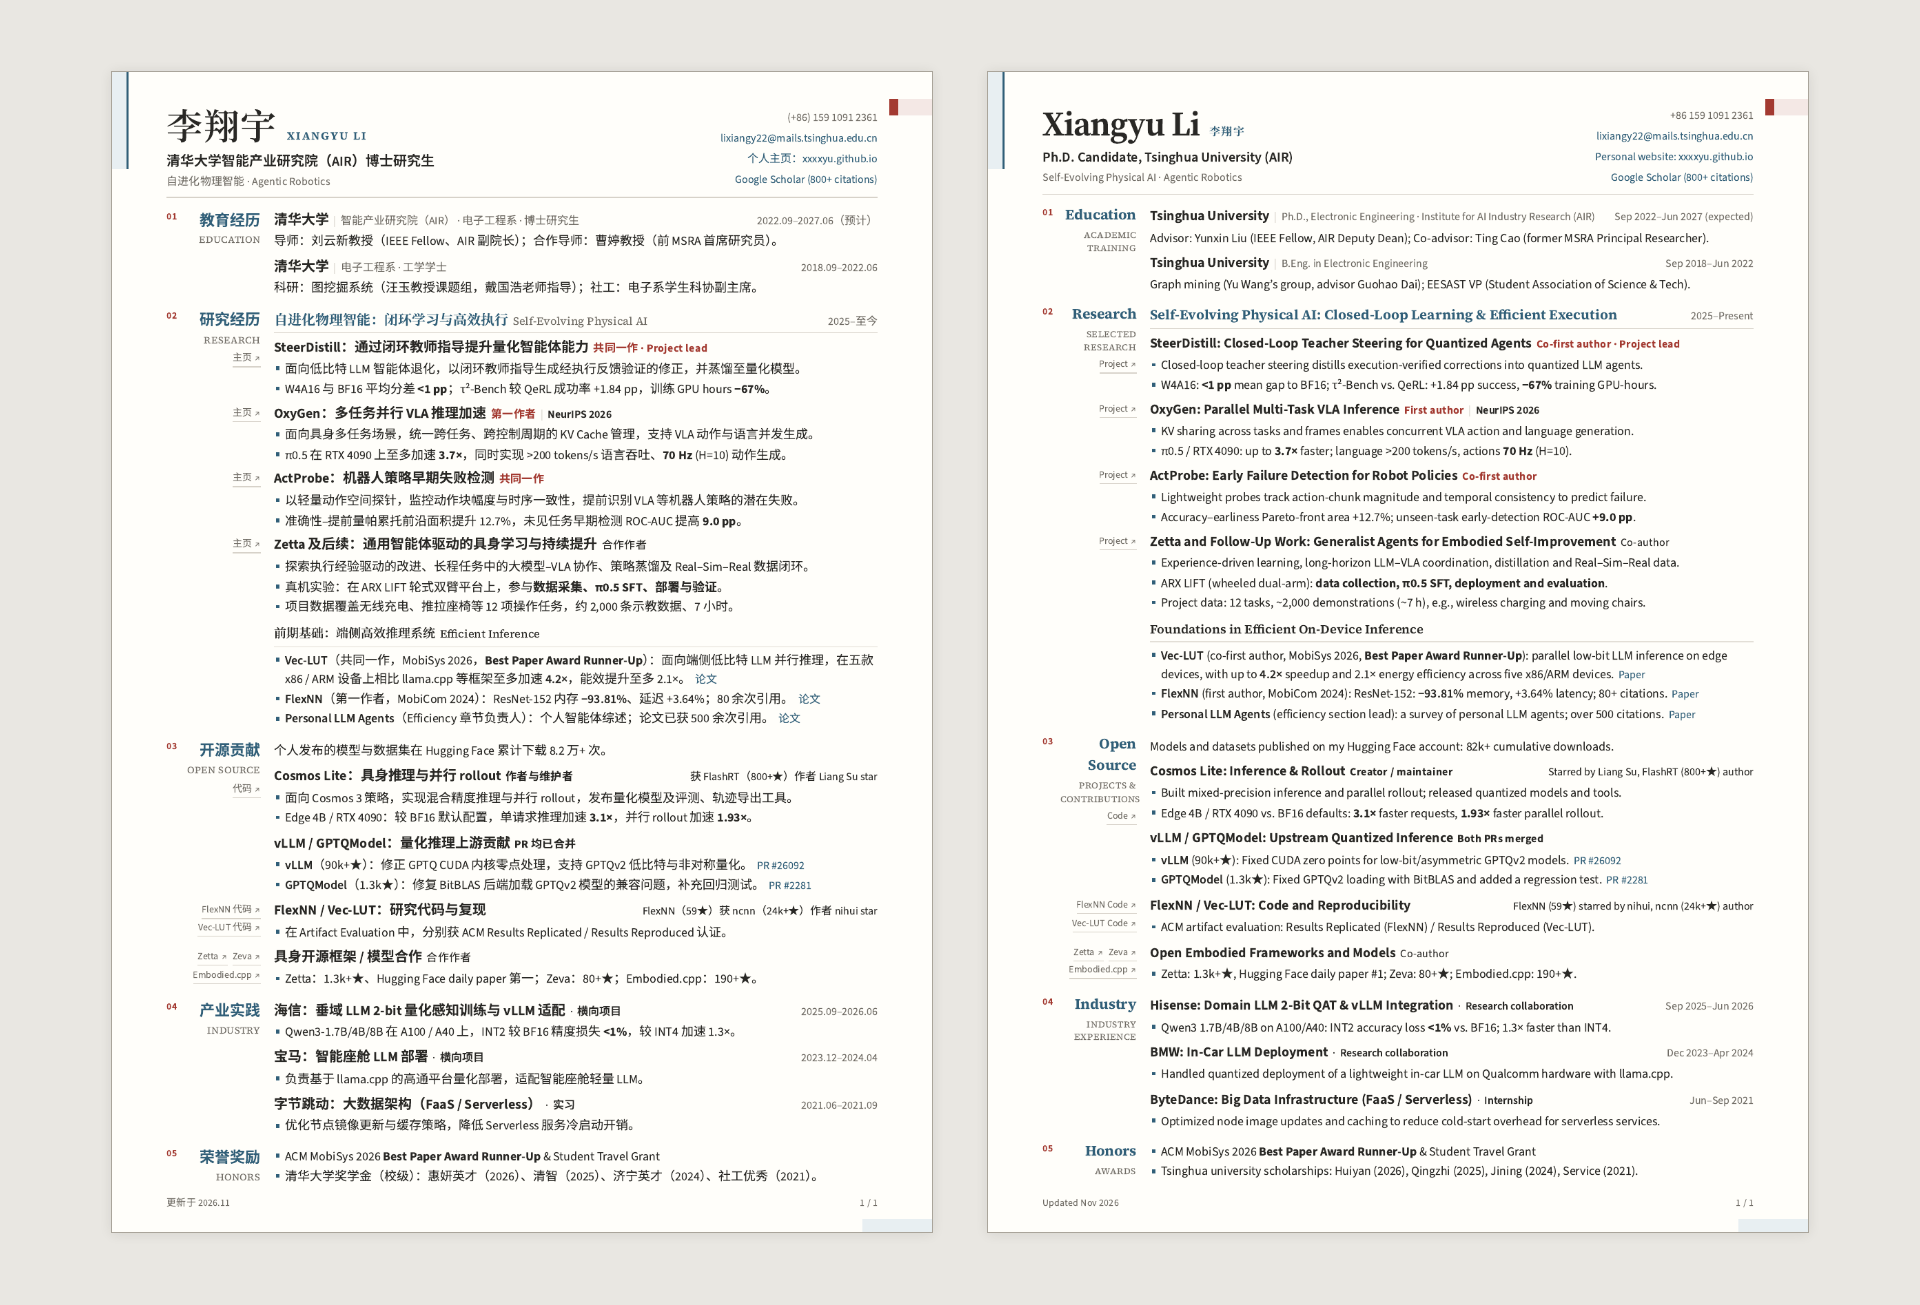 李翔宇 XIANGYU LI
清华大学智能产业研究院（AIR）博士研究生
自进化物理智能 · Agentic Robotics
(+86) 159 1091 2361
lixiangy22@mails.tsinghua.edu.cn
个人主页：xxxxyu.github.io
Google Scholar (800+ citations)
01 教育经历
EDUCATION
清华大学 | 智能产业研究院（AIR） · 电子工程系 · 博士研究生 2022.09–2027.06（预计）
导师：刘云新教授（IEEE Fellow、AIR 副院长）；合作导师：曹婷教授（前 MSRA 首席研究员）。
清华大学 | 电子工程系 · 工学学士 2018.09–2022.06
科研：图挖掘系统（汪玉教授课题组，戴国浩老师指导）；社工：电子系学生科协副主席。
02 研究经历
RESEARCH
自进化物理智能：闭环学习与高效执行 Self-Evolving Physical AI 2025–至今
主页 ↗
SteerDistill：通过闭环教师指导提升量化智能体能力 共同一作 · Project lead
▪ 面向低比特 LLM 智能体退化，以闭环教师指导生成经执行反馈验证的修正，并蒸馏至量化模型。
▪ W4A16 与 BF16 平均分差 <1 pp；τ²-Bench 较 QeRL 成功率 +1.84 pp，训练 GPU hours −67%。
主页 ↗
OxyGen：多任务并行 VLA 推理加速 第一作者 | NeurIPS 2026
▪ 面向具身多任务场景，统一跨任务、跨控制周期的 KV Cache 管理，支持 VLA 动作与语言并发生成。
▪ π0.5 在 RTX 4090 上至多加速 3.7×，同时实现 >200 tokens/s 语言吞吐、70 Hz (H=10) 动作生成。
主页 ↗
ActProbe：机器人策略早期失败检测 共同一作
▪ 以轻量动作空间探针，监控动作块幅度与时序一致性，提前识别 VLA 等机器人策略的潜在失败。
▪ 准确性–提前量帕累托前沿面积提升 12.7%，未见任务早期检测 ROC-AUC 提高 9.0 pp。
主页 ↗
Zetta 及后续：通用智能体驱动的具身学习与持续提升 合作作者
▪ 探索执行经验驱动的改进、长程任务中的大模型–VLA 协作、策略蒸馏及 Real–Sim–Real 数据闭环。
▪ 真机实验：在 ARX LIFT 轮式双臂平台上，参与数据采集、π0.5 SFT、部署与验证。
▪ 项目数据覆盖无线充电、推拉座椅等 12 项操作任务，约 2,000 条示教数据、7 小时。
前期基础：端侧高效推理系统 Efficient Inference
▪ Vec-LUT（共同一作，MobiSys 2026，Best Paper Award Runner-Up）：面向端侧低比特 LLM 并行推理，在五款
x86 / ARM 设备上相比 llama.cpp 等框架至多加速 4.2×，能效提升至多 2.1×。 论文
▪ FlexNN（第一作者，MobiCom 2024）：ResNet-152 内存 −93.81%、延迟 +3.64%；80 余次引用。 论文
▪ Personal LLM Agents（Efficiency 章节负责人）：个人智能体综述；论文已获 500 余次引用。 论文
03 开源贡献
OPEN SOURCE
代码 ↗
个人发布的模型与数据集在 Hugging Face 累计下载 8.2 万+ 次。
Cosmos Lite：具身推理与并行 rollout 作者与维护者 获 FlashRT（800+★）作者 Liang Su star
▪ 面向 Cosmos 3 策略，实现混合精度推理与并行 rollout，发布量化模型及评测、轨迹导出工具。
▪ Edge 4B / RTX 4090：较 BF16 默认配置，单请求推理加速 3.1×，并行 rollout 加速 1.93×。
vLLM / GPTQModel：量化推理上游贡献 PR 均已合并
▪ vLLM（90k+★）：修正 GPTQ CUDA 内核零点处理，支持 GPTQv2 低比特与非对称量化。 PR #26092
▪ GPTQModel（1.3k★）：修复 BitBLAS 后端加载 GPTQv2 模型的兼容问题，补充回归测试。 PR #2281
FlexNN 代码 ↗
Vec-LUT 代码 ↗
FlexNN / Vec-LUT：研究代码与复现 FlexNN（59★）获 ncnn（24k+★）作者 nihui star
▪ 在 Artifact Evaluation 中，分别获 ACM Results Replicated / Results Reproduced 认证。
Zetta ↗ Zeva ↗
Embodied.cpp ↗
具身开源框架 / 模型合作 合作作者
▪ Zetta：1.3k+★、Hugging Face daily paper 第一；Zeva：80+★；Embodied.cpp：190+★。
04 产业实践
INDUSTRY
海信：垂域 LLM 2-bit 量化感知训练与 vLLM 适配 · 横向项目 2025.09–2026.06
▪ Qwen3-1.7B/4B/8B 在 A100 / A40 上，INT2 较 BF16 精度损失 <1%，较 INT4 加速 1.3×。
宝马：智能座舱 LLM 部署 · 横向项目 2023.12–2024.04
▪ 负责基于 llama.cpp 的高通平台量化部署，适配智能座舱轻量 LLM。
字节跳动：大数据架构（FaaS / Serverless） · 实习 2021.06–2021.09
▪ 优化节点镜像更新与缓存策略，降低 Serverless 服务冷启动开销。
05 荣誉奖励
HONORS
▪ ACM MobiSys 2026 Best Paper Award Runner-Up & Student Travel Grant
▪ 清华大学奖学金（校级）：惠妍英才（2026）、清智（2025）、济宁英才（2024）、社工优秀（2021）。
更新于 2026.11 1 / 1
Xiangyu Li 李翔宇
Ph.D. Candidate, Tsinghua University (AIR)
Self-Evolving Physical AI · Agentic Robotics
+86 159 1091 2361
lixiangy22@mails.tsinghua.edu.cn
Personal website: xxxxyu.github.io
Google Scholar (800+ citations)
01 Education
ACADEMIC
TRAINING
Tsinghua University | Ph.D., Electronic Engineering · Institute for AI Industry Research (AIR) Sep 2022–Jun 2027 (expected)
Advisor: Yunxin Liu (IEEE Fellow, AIR Deputy Dean); Co-advisor: Ting Cao (former MSRA Principal Researcher).
Tsinghua University | B.Eng. in Electronic Engineering Sep 2018–Jun 2022
Graph mining (Yu Wang's group, advisor Guohao Dai); EESAST VP (Student Association of Science & Tech).
02 Research
SELECTED
RESEARCH
Self-Evolving Physical AI: Closed-Loop Learning & Efficient Execution 2025–Present
Project ↗
SteerDistill: Closed-Loop Teacher Steering for Quantized Agents Co-first author · Project lead
▪ Closed-loop teacher steering distills execution-verified corrections into quantized LLM agents.
▪ W4A16: <1 pp mean gap to BF16; τ²-Bench vs. QeRL: +1.84 pp success, −67% training GPU-hours.
Project ↗
OxyGen: Parallel Multi-Task VLA Inference First author | NeurIPS 2026
▪ KV sharing across tasks and frames enables concurrent VLA action and language generation.
▪ π0.5 / RTX 4090: up to 3.7× faster; language >200 tokens/s, actions 70 Hz (H=10).
Project ↗
ActProbe: Early Failure Detection for Robot Policies Co-first author
▪ Lightweight probes track action-chunk magnitude and temporal consistency to predict failure.
▪ Accuracy–earliness Pareto-front area +12.7%; unseen-task early-detection ROC-AUC +9.0 pp.
Project ↗
Zetta and Follow-Up Work: Generalist Agents for Embodied Self-Improvement Co-author
▪ Experience-driven learning, long-horizon LLM–VLA coordination, distillation and Real–Sim–Real data.
▪ ARX LIFT (wheeled dual-arm): data collection, π0.5 SFT, deployment and evaluation.
▪ Project data: 12 tasks, ~2,000 demonstrations (~7 h), e.g., wireless charging and moving chairs.
Foundations in Efficient On-Device Inference
▪ Vec-LUT (co-first author, MobiSys 2026, Best Paper Award Runner-Up): parallel low-bit LLM inference on edge
devices, with up to 4.2× speedup and 2.1× energy efficiency across five x86/ARM devices. Paper
▪ FlexNN (first author, MobiCom 2024): ResNet-152: −93.81% memory, +3.64% latency; 80+ citations. Paper
▪ Personal LLM Agents (efficiency section lead): a survey of personal LLM agents; over 500 citations. Paper
03 Open
Source
PROJECTS &
CONTRIBUTIONS
Code ↗
Models and datasets published on my Hugging Face account: 82k+ cumulative downloads.
Cosmos Lite: Inference & Rollout Creator / maintainer Starred by Liang Su, FlashRT (800+★) author
▪ Built mixed-precision inference and parallel rollout; released quantized models and tools.
▪ Edge 4B / RTX 4090 vs. BF16 defaults: 3.1× faster requests, 1.93× faster parallel rollout.
vLLM / GPTQModel: Upstream Quantized Inference Both PRs merged
▪ vLLM (90k+★): Fixed CUDA zero points for low-bit/asymmetric GPTQv2 models. PR #26092
▪ GPTQModel (1.3k★): Fixed GPTQv2 loading with BitBLAS and added a regression test. PR #2281
FlexNN Code ↗
Vec-LUT Code ↗
FlexNN / Vec-LUT: Code and Reproducibility FlexNN (59★) starred by nihui, ncnn (24k+★) author
▪ ACM artifact evaluation: Results Replicated (FlexNN) / Results Reproduced (Vec-LUT).
Zetta ↗ Zeva ↗
Embodied.cpp ↗
Open Embodied Frameworks and Models Co-author
▪ Zetta: 1.3k+★, Hugging Face daily paper #1; Zeva: 80+★; Embodied.cpp: 190+★.
04 Industry
INDUSTRY
EXPERIENCE
Hisense: Domain LLM 2-Bit QAT & vLLM Integration · Research collaboration Sep 2025–Jun 2026
▪ Qwen3 1.7B/4B/8B on A100/A40: INT2 accuracy loss <1% vs. BF16; 1.3× faster than INT4.
BMW: In-Car LLM Deployment · Research collaboration Dec 2023–Apr 2024
▪ Handled quantized deployment of a lightweight in-car LLM on Qualcomm hardware with llama.cpp.
ByteDance: Big Data Infrastructure (FaaS / Serverless) · Internship Jun–Sep 2021
▪ Optimized node image updates and caching to reduce cold-start overhead for serverless services.
05 Honors
AWARDS
▪ ACM MobiSys 2026 Best Paper Award Runner-Up & Student Travel Grant
▪ Tsinghua university scholarships: Huiyan (2026), Qingzhi (2025), Jining (2024), Service (2021).
Updated Nov 2026 1 / 1